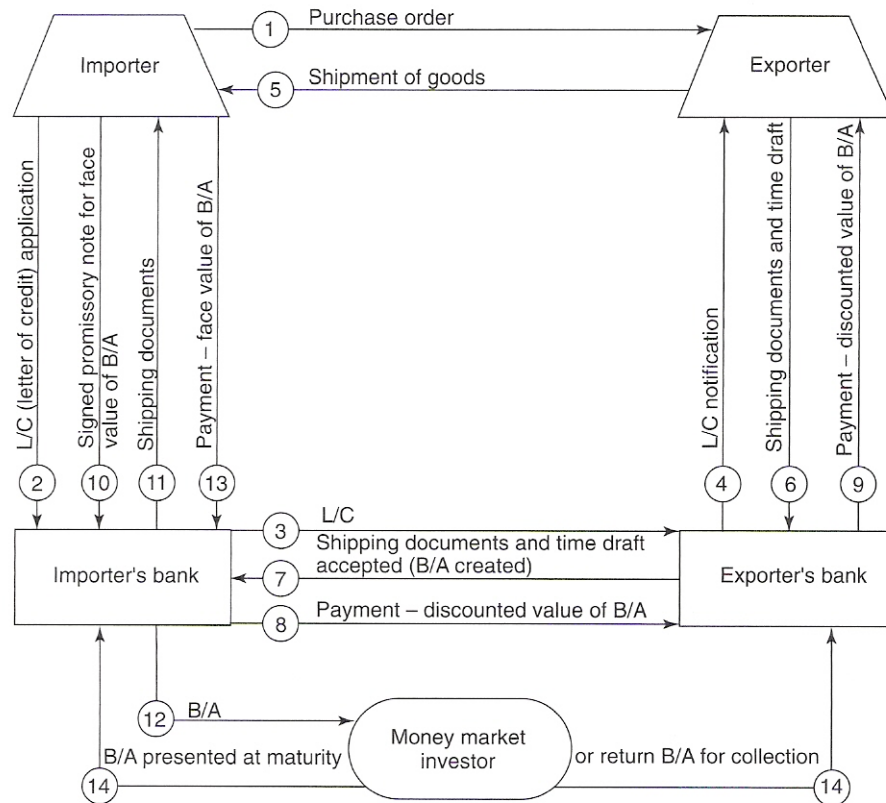 1
Purchase order
Importer
Exporter
5
Shipment of goods
L/C (letter of credit) application
Signed promissory note for face
value of B/A
Shipping documents
Payment – face value of B/A
L/C notification
Shipping documents and time draft
Payment – discounted value of B/A
2
10
11
13
4
6
9
3
L/C
Shipping documents and time draft
accepted (B/A created)
7
Importer's bank
Exporter's bank
8
Payment – discounted value of B/A
12
B/A
Money market
investor
B/A presented at maturity
or return B/A for collection
14
14